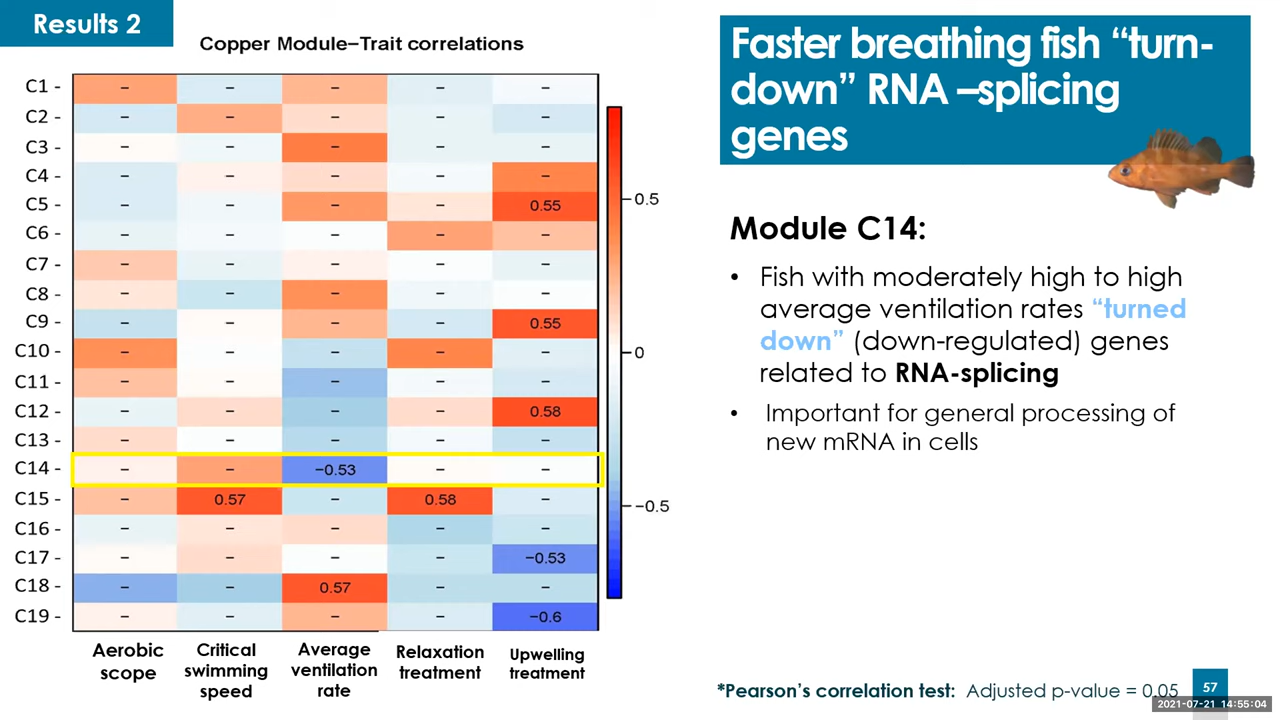 Results 2
Copper Module−Trait correlations
C1 - − − − − −
C2 - − − − − −
C3 - − − − − −
C4 - − − − − −
C5 - − − − − 0.55
C6 - − − − − −
C7 - − − − − −
C8 - − − − − −
C9 - − − − − 0.55
C10 - − − − − −
C11 - − − − − −
C12 - − − − − 0.58
C13 - − − − − −
C14 - − − −0.53 − −
C15 - − 0.57 − 0.58 −
C16 - − − − − −
C17 - − − − − −0.53
C18 - − − 0.57 − −
C19 - − − − − −0.6
0.5
0
−0.5
Aerobic
scope
Critical
swimming
speed
Average
ventilation
rate
Relaxation
treatment
Upwelling
treatment
Faster breathing fish “turn-
down” RNA –splicing
genes
Module C14:
• Fish with moderately high to high
average ventilation rates “turned
down” (down-regulated) genes
related to RNA-splicing
• Important for general processing of
new mRNA in cells
*Pearson’s correlation test: Adjusted p-value = 0.05
57
2021-07-21 14:55:04